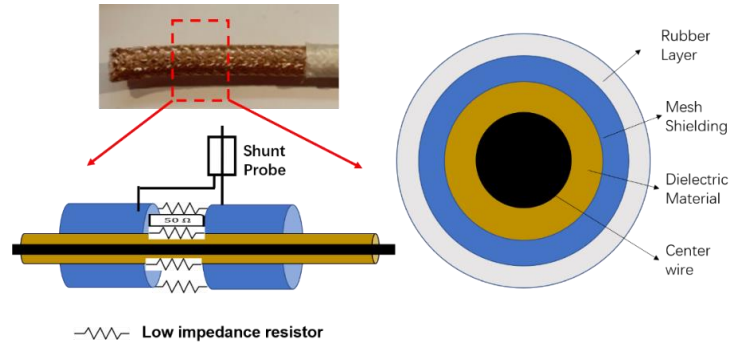 Shunt
Probe
50 Ω
Low impedance resistor
Rubber
Layer
Mesh
Shielding
Dielectric
Material
Center
wire